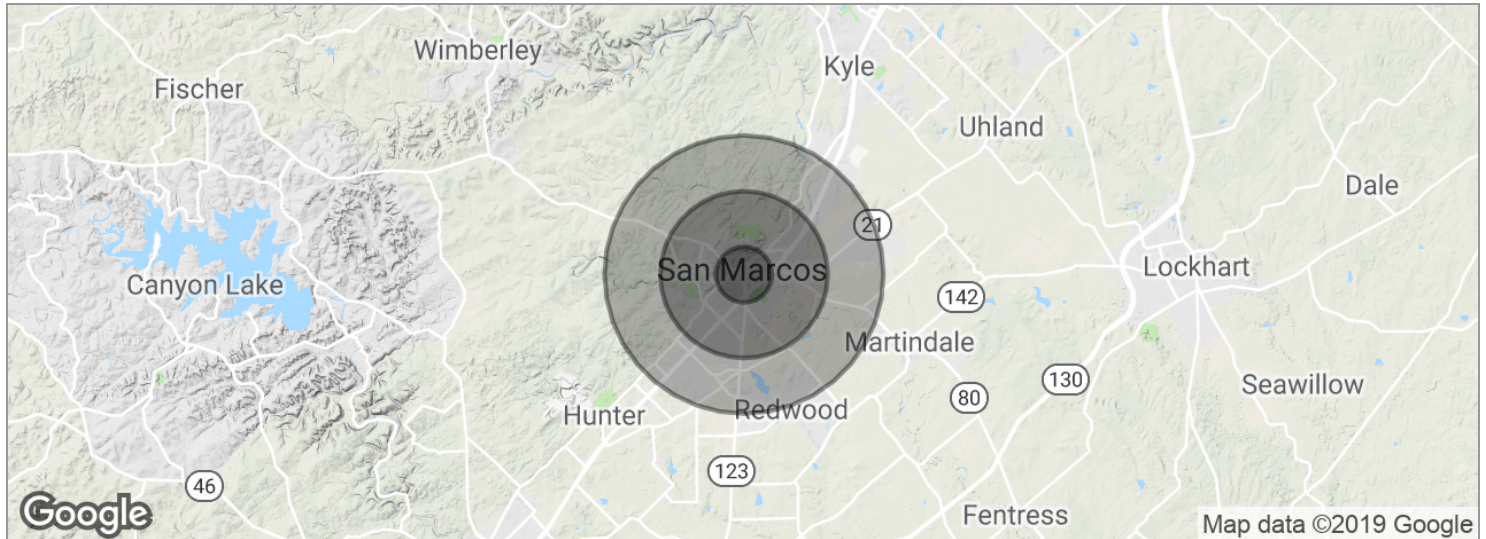 Wimberley
Kyle
Fischer
Uhland
Dale
21
San Marcos
Lockhart
Canyon Lake
142
Martindale
130
Seawillow
80
Hunter
Redwood
123
46
Google
Fentress
Map data ©2019 Google